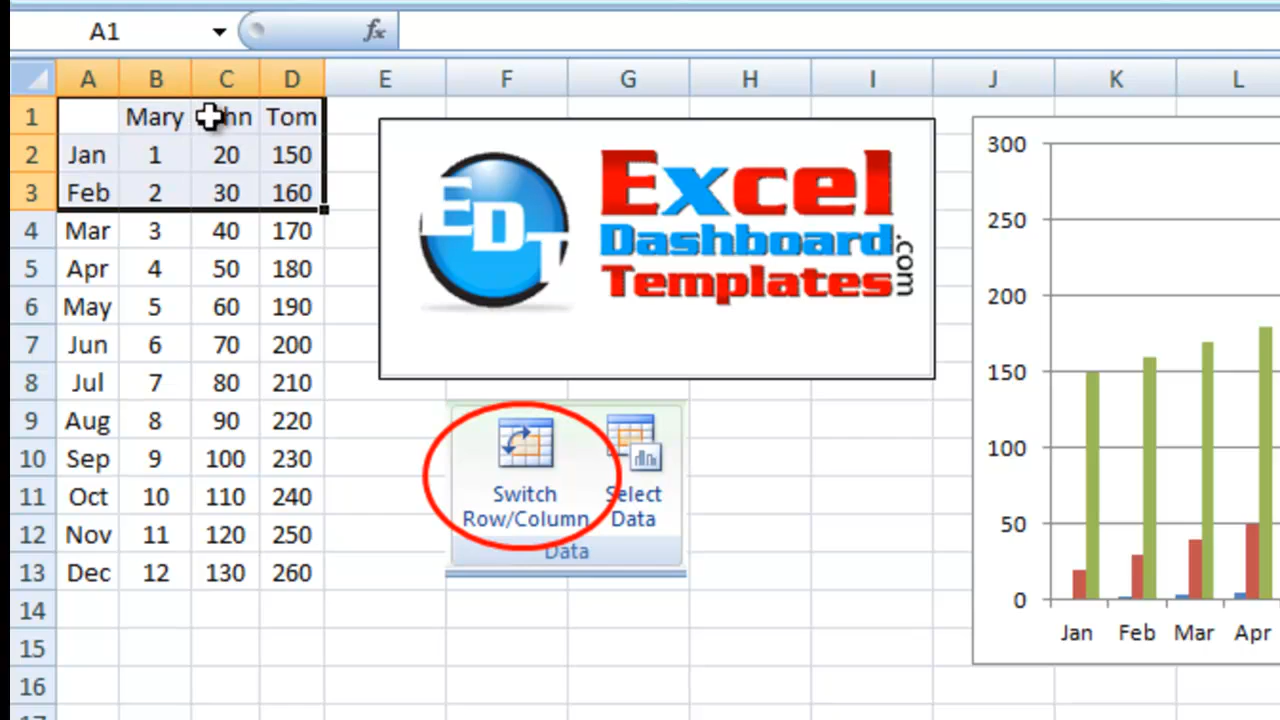 A1
fx
A B C D E F G H I J K L
1 Mary hn Tom
2 Jan 1 20 150
3 Feb 2 30 160
4 Mar 3 40 170
5 Apr 4 50 180
6 May 5 60 190
7 Jun 6 70 200
8 Jul 7 80 210
9 Aug 8 90 220
10 Sep 9 100 230
11 Oct 10 110 240
12 Nov 11 120 250
13 Dec 12 130 260
14
15
16
EDT
Excel
Dashboard
Templates
.com
Switch
Row/Column
Select
Data
Data
300
250
200
150
100
50
0
Jan Feb Mar Apr